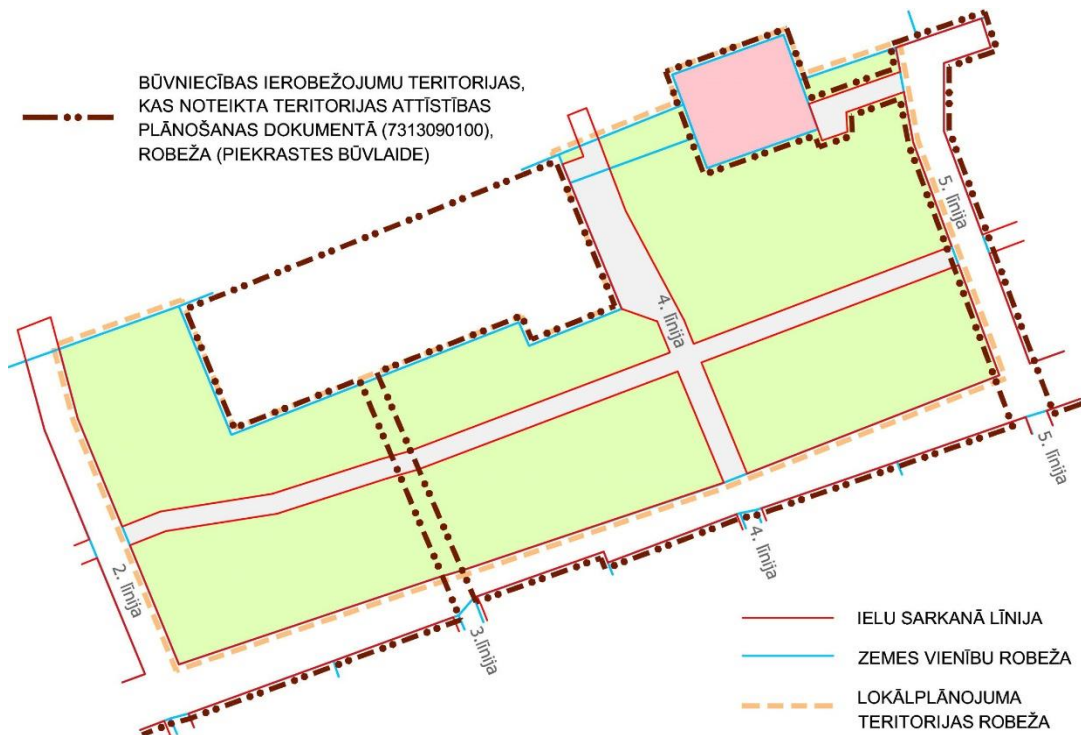 BŪVNIECĪBAS IEROBEŽOJUMU TERITORIJAS,
KAS NOTEIKTA TERITORIJAS ATTĪSTĪBAS
PLĀNOŠANAS DOKUMENTĀ (7313090100),
ROBEŽA (PIEKRASTES BŪVLAIDE)
5. līnija
4. līnija
2. līnija
3.līnija
4. līnija
5. līnija
IELU SARKANĀ LĪNIJA
ZEMES VIENĪBU ROBEŽA
LOKĀLPLĀNOJUMA
TERITORIJAS ROBEŽA